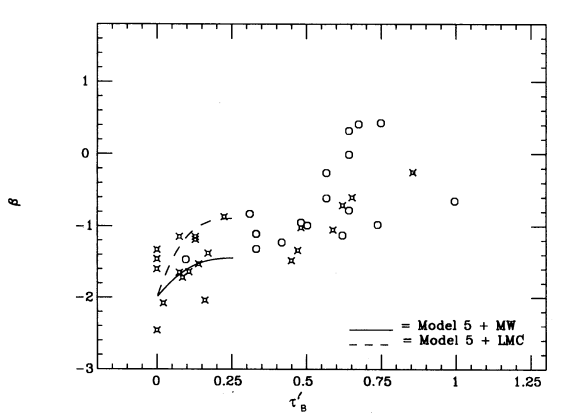 1
0
β
−1
−2
= Model 5 + MW
= Model 5 + LMC
−3
0 0.25 0.5 0.75 1 1.25
τ′B